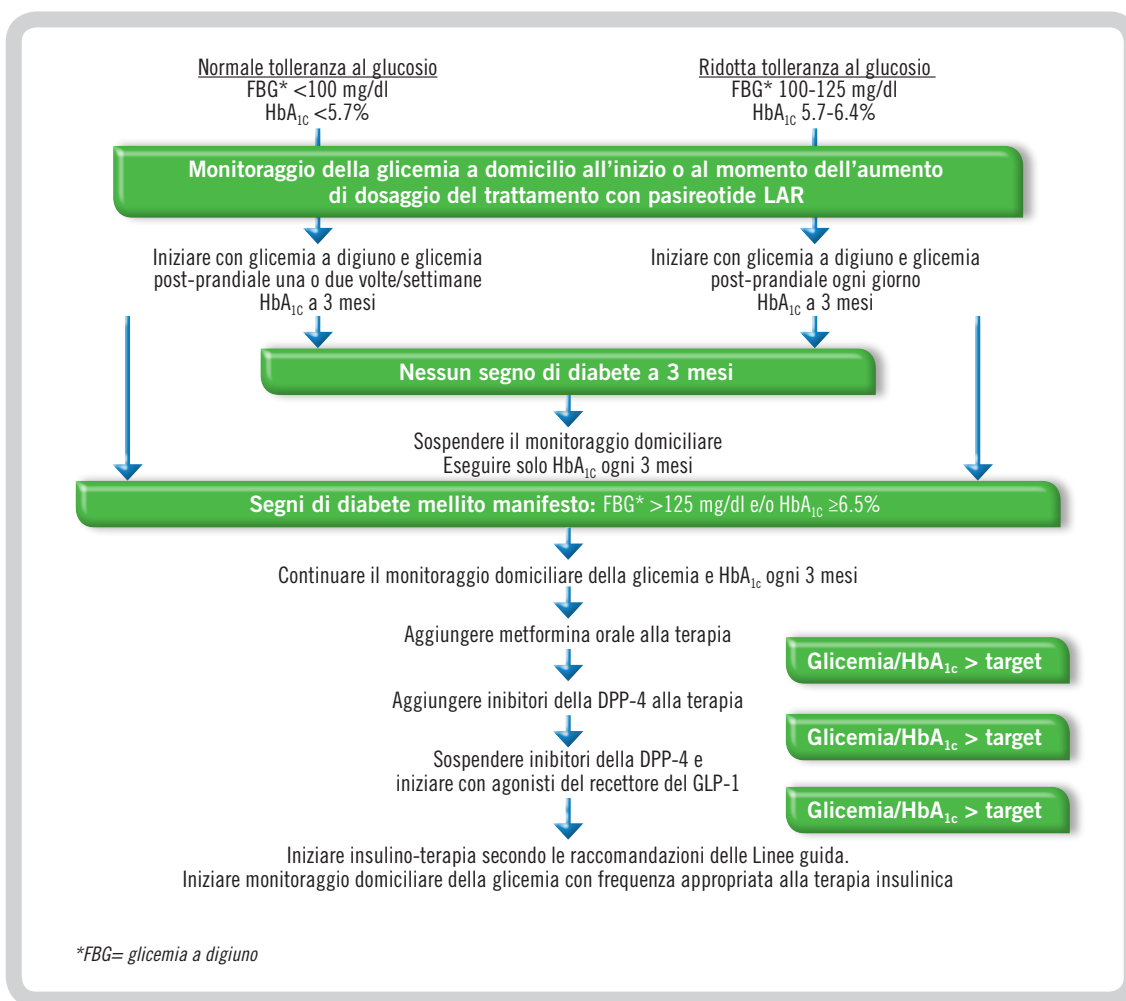 Normale tolleranza al glucosio
FBG* <100 mg/dl
HbA1C <5.7%
Ridotta tolleranza al glucosio
FBG* 100-125 mg/dl
HbA1C 5.7-6.4%
Monitoraggio della glicemia a domicilio all'inizio o al momento dell'aumento
di dosaggio del trattamento con pasireotide LAR
Iniziare con glicemia a digiuno e glicemia
post-prandiale una o due volte/settimane
HbA1C a 3 mesi
Iniziare con glicemia a digiuno e glicemia
post-prandiale ogni giorno
HbA1C a 3 mesi
Nessun segno di diabete a 3 mesi
Sospendere il monitoraggio domiciliare
Eseguire solo HbA1C ogni 3 mesi
Segni di diabete mellito manifesto: FBG* >125 mg/dl e/o HbA1C ≥6.5%
Continuare il monitoraggio domiciliare della glicemia e HbA1c ogni 3 mesi
Aggiungere metformina orale alla terapia
Glicemia/HbA1c > target
Aggiungere inibitori della DPP-4 alla terapia
Glicemia/HbA1c > target
Sospendere inibitori della DPP-4 e
iniziare con agonisti del recettore del GLP-1
Glicemia/HbA1c > target
Iniziare insulino-terapia secondo le raccomandazioni delle Linee guida.
Iniziare monitoraggio domiciliare della glicemia con frequenza appropriata alla terapia insulinica
*FBG= glicemia a digiuno